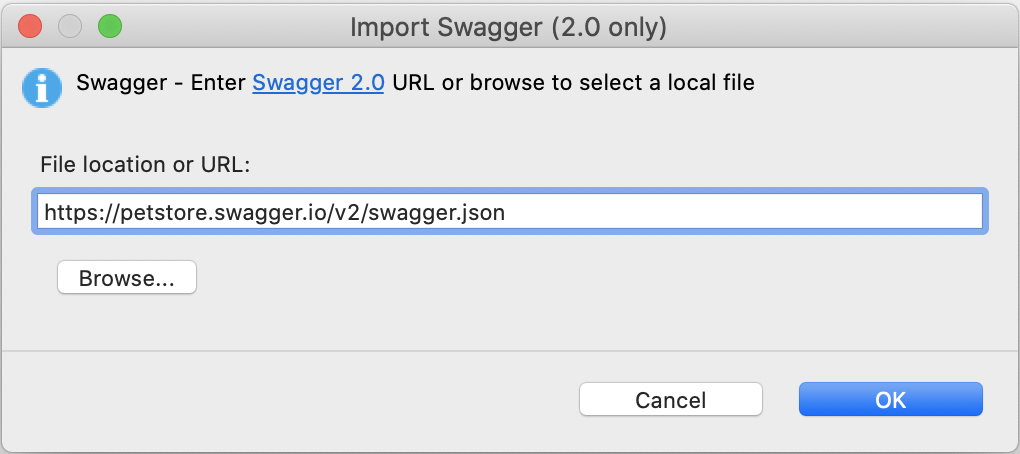 Import Swagger (2.0 only)
Swagger - Enter Swagger 2.0 URL or browse to select a local file
File location or URL:
https://petstore.swagger.io/v2/swagger.json
Browse...
Cancel
OK